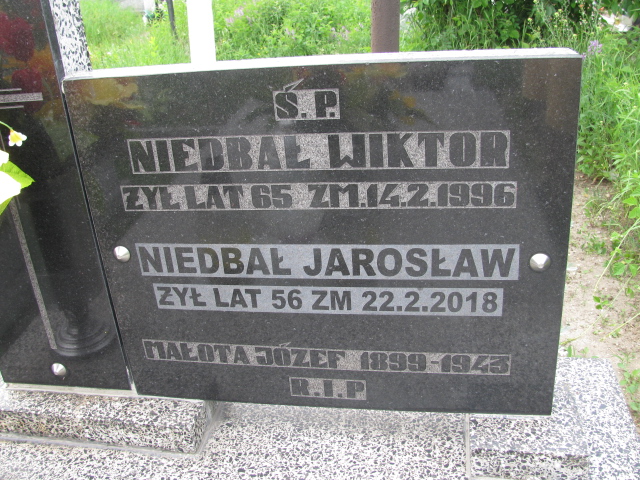 Ś.P.
NIEDBAŁ WIKTOR
ŻYŁ LAT 65 ZM.14.2.1996
NIEDBAŁ JAROSŁAW
ŻYŁ LAT 56 ZM 22.2.2018
MAŁOTA JÓZEF 1899-1943
R.I.P